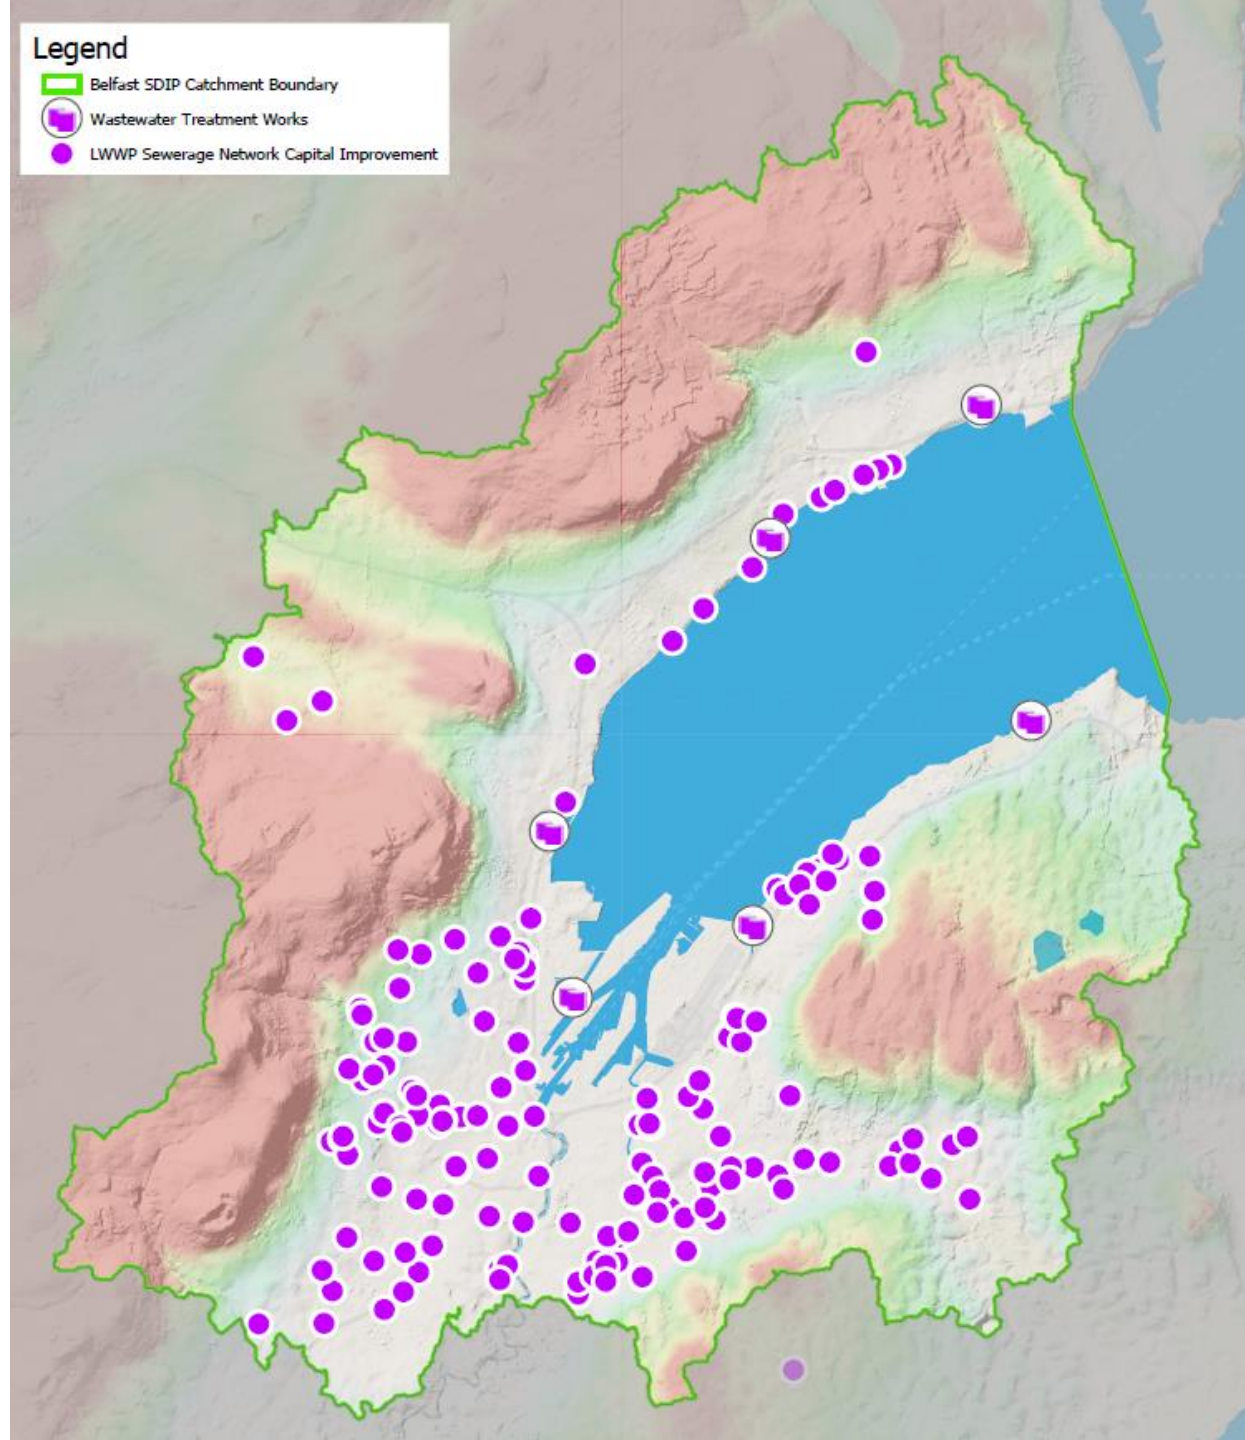 Legend
Belfast SDIP Catchment Boundary
Wastewater Treatment Works
LWWP Sewerage Network Capital Improvement